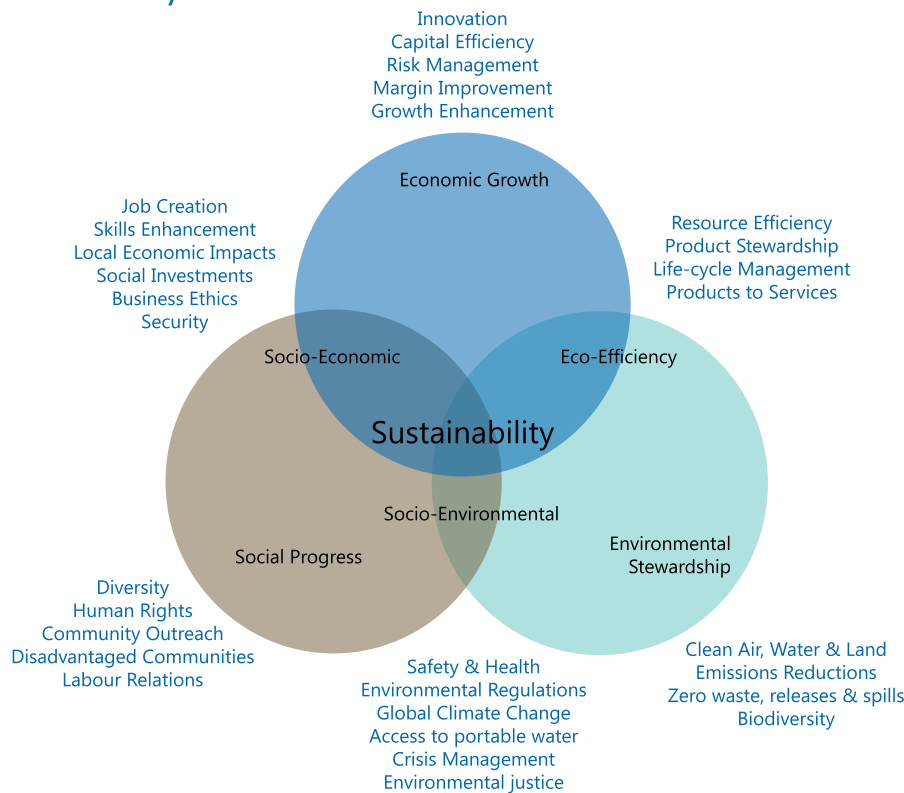 Innovation
Capital Efficiency
Risk Management
Margin Improvement
Growth Enhancement
Economic Growth
Job Creation
Skills Enhancement
Local Economic Impacts
Social Investments
Business Ethics
Security
Resource Efficiency
Product Stewardship
Life-cycle Management
Products to Services
Socio-Economic
Eco-Efficiency
Sustainability
Socio-Environmental
Social Progress
Environmental
Stewardship
Diversity
Human Rights
Community Outreach
Disadvantaged Communities
Labour Relations
Safety & Health
Environmental Regulations
Global Climate Change
Access to portable water
Crisis Management
Environmental justice
Clean Air, Water & Land
Emissions Reductions
Zero waste, releases & spills
Biodiversity